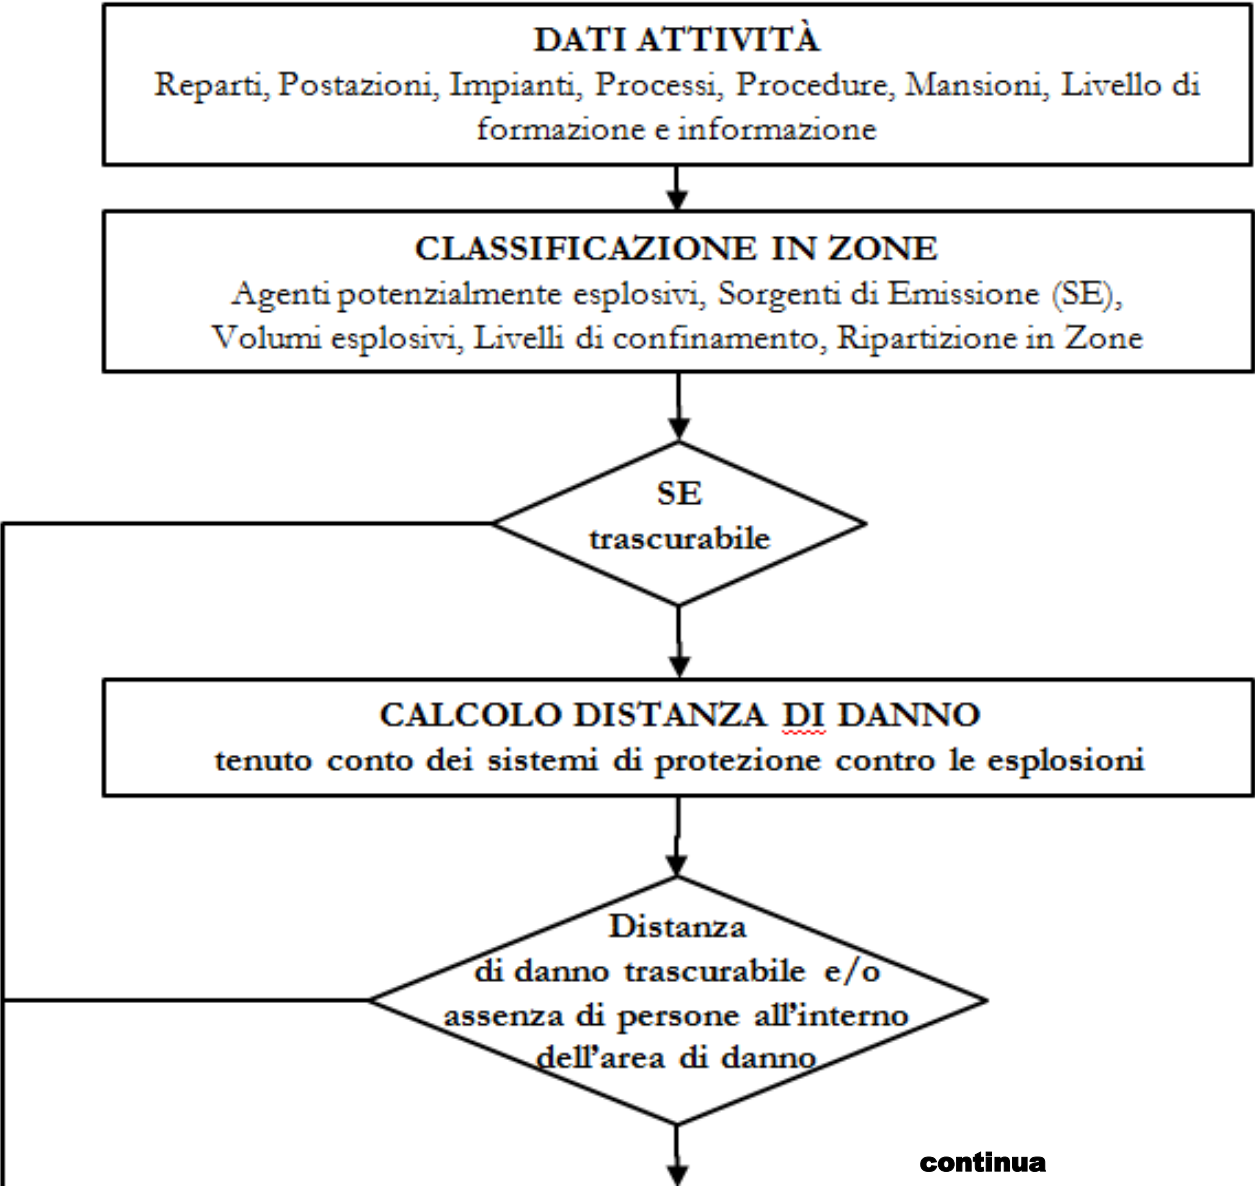 DATI ATTIVITÀ
Reparti, Postazioni, Impianti, Processi, Procedure, Mansioni, Livello di
formazione e informazione
CLASSIFICAZIONE IN ZONE
Agenti potenzialmente esplosivi, Sorgenti di Emissione (SE),
Volumi esplosivi, Livelli di confinamento, Ripartizione in Zone
SE
trascurabile
CALCOLO DISTANZA DI DANNO
tenuto conto dei sistemi di protezione contro le esplosioni
Distanza
di danno trascurabile e/o
assenza di persone all'interno
dell'area di danno
continua